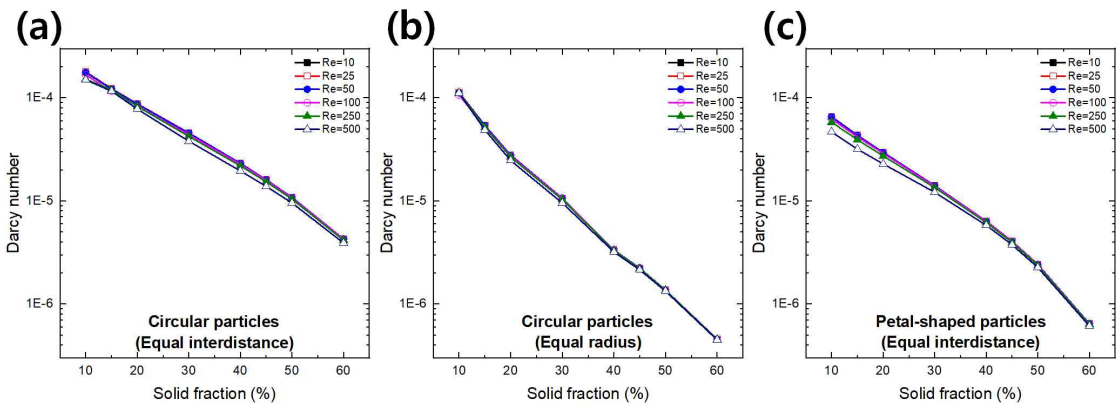 (a)
1E-4
1E-5
1E-6
Darcy number
Re=10
Re=25
Re=50
Re=100
Re=250
Re=500
Circular particles
(Equal interdistance)
10 20 30 40 50 60
Solid fraction (%)
(b)
1E-4
1E-5
1E-6
Darcy number
Re=10
Re=25
Re=50
Re=100
Re=250
Re=500
Circular particles
(Equal radius)
10 20 30 40 50 60
Solid fraction (%)
(c)
1E-4
1E-5
1E-6
Darcy number
Re=10
Re=25
Re=50
Re=100
Re=250
Re=500
Petal-shaped particles
(Equal interdistance)
10 20 30 40 50 60
Solid fraction (%)